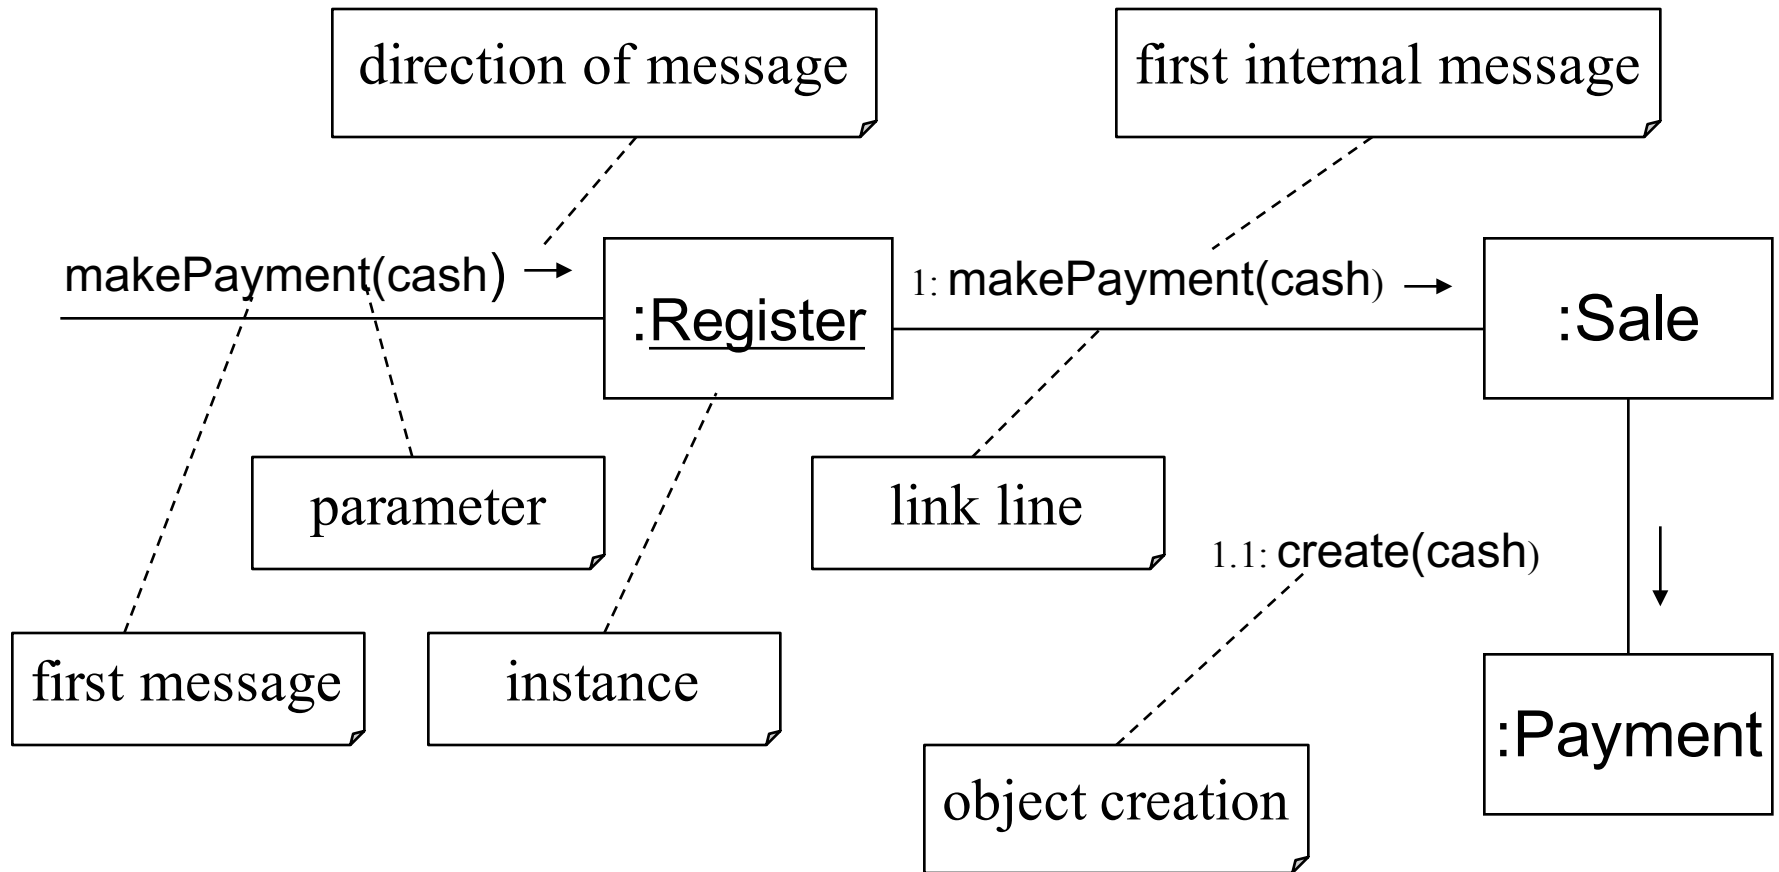 direction of message
first internal message
makePayment(cash)
1: makePayment(cash)
:Register
:Sale
parameter
link line
1.1: create(cash)
first message
instance
:Payment
object creation